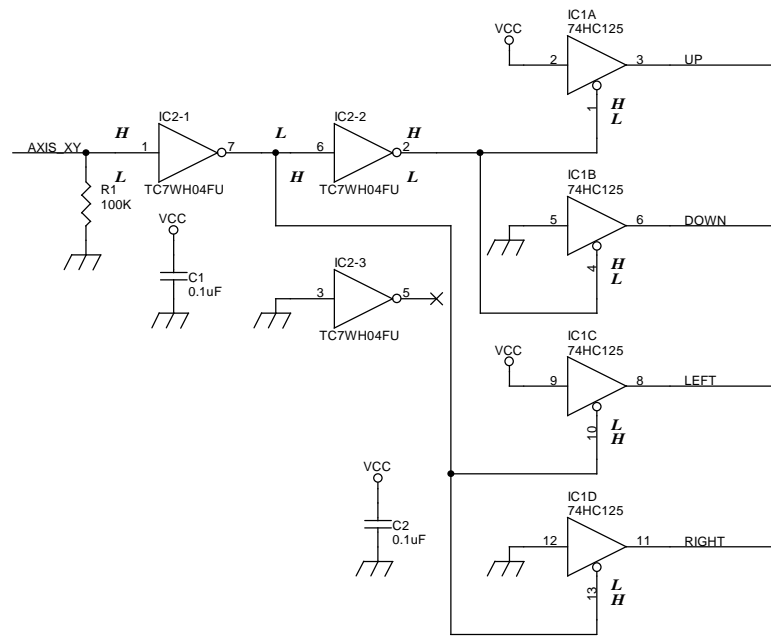 IC1A
74HC125
VCC
2
3
UP
1
H
L
IC2-1
IC2-2
AXIS_XY
H
1
7
L
6
H
2
L
TC7WH04FU
H
TC7WH04FU
L
R1
100K
IC1B
74HC125
5
6
DOWN
4
H
L
VCC
C1
0.1uF
IC2-3
3
5
TC7WH04FU
IC1C
74HC125
VCC
9
8
LEFT
10
L
H
VCC
C2
0.1uF
IC1D
74HC125
12
11
RIGHT
13
L
H